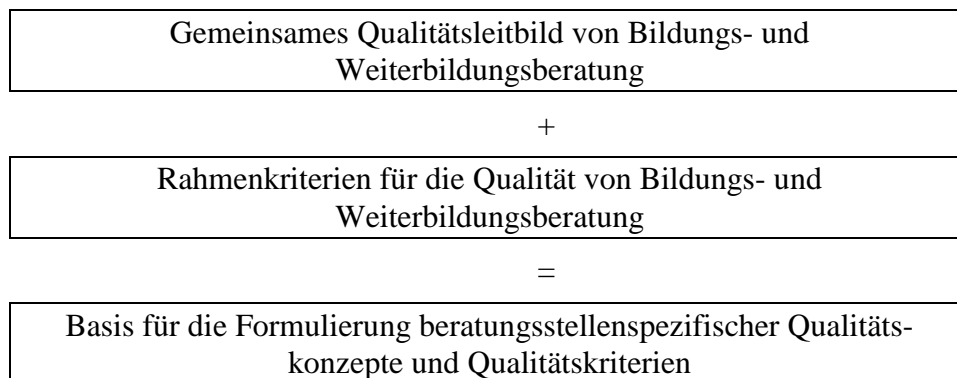 Gemeinsames Qualitätsleitbild von Bildungs- und
Weiterbildungsberatung
+
Rahmenkriterien für die Qualität von Bildungs- und
Weiterbildungsberatung
=
Basis für die Formulierung beratungsstellenspezifischer Qualitäts-
konzepte und Qualitätskriterien